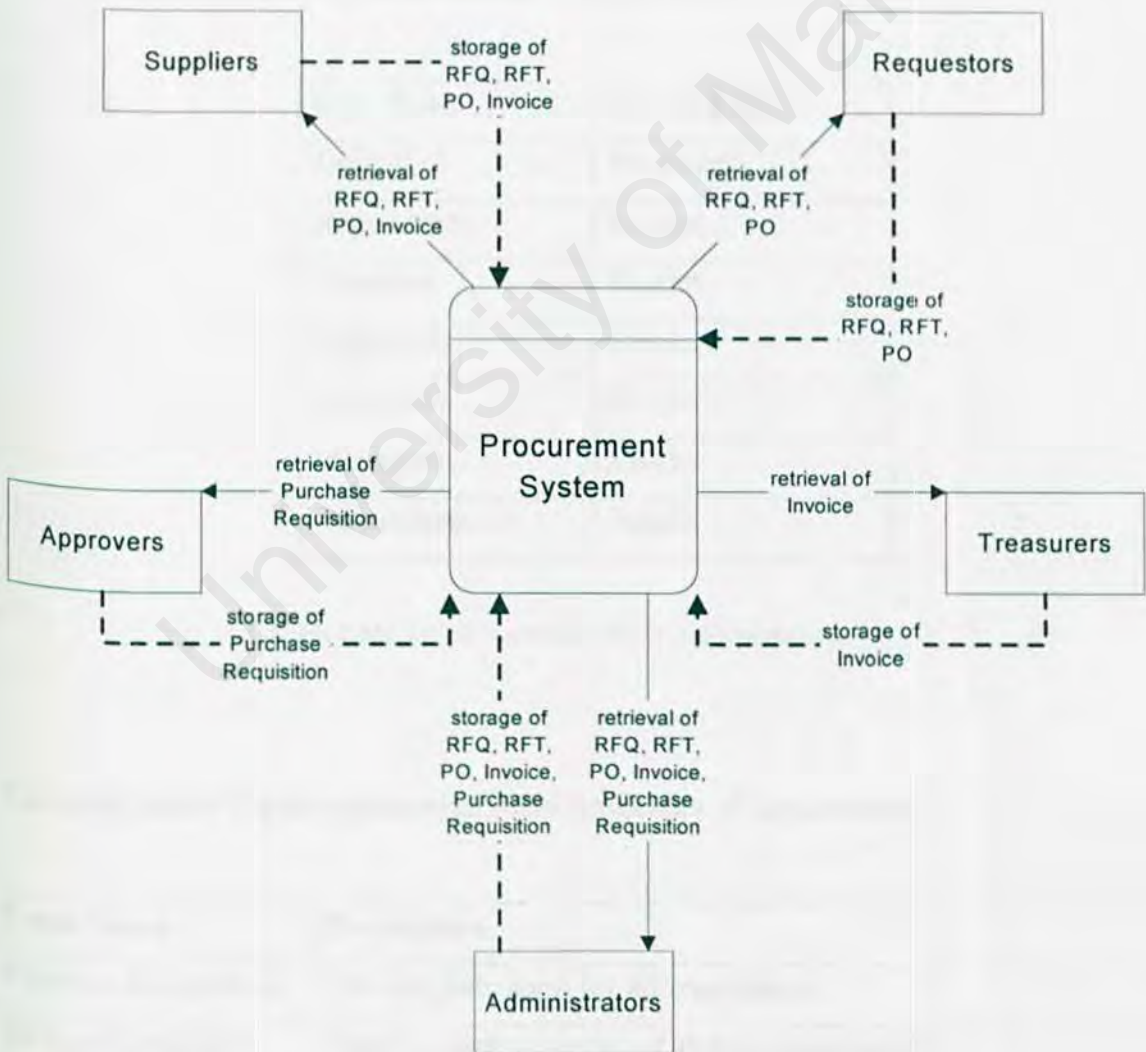 Suppliers
storage of
RFQ, RFT,
PO, Invoice
Requestors
retrieval of
RFQ, RFT,
PO, Invoice
retrieval of
RFQ, RFT,
PO
storage of
RFQ, RFT,
PO
Procurement
System
retrieval of
Purchase
Requisition
Approvers
storage of
Purchase
Requisition
retrieval of
Invoice
Treasurers
storage of
Invoice
storage of
RFQ, RFT,
PO, Invoice,
Purchase
Requisition
retrieval of
RFQ, RFT,
PO, Invoice,
Purchase
Requisition
Administrators
University of Ma